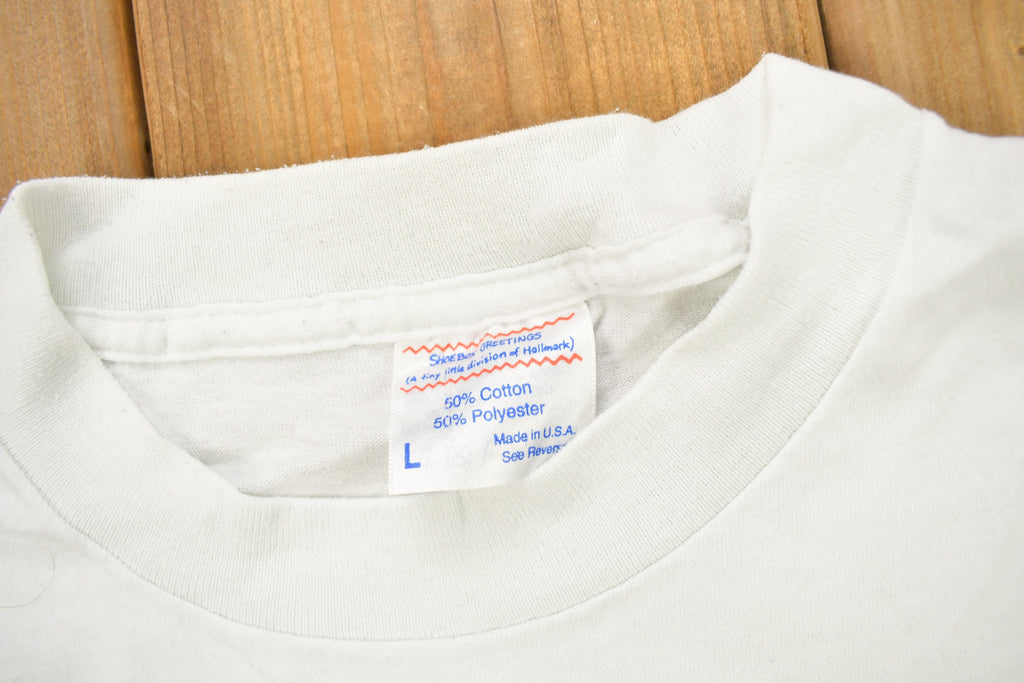 SHOEBOX GREETINGS
(a tiny little division of Hallmark)
50% Cotton
50% Polyester
L
Made in U.S.A.
See Reverse